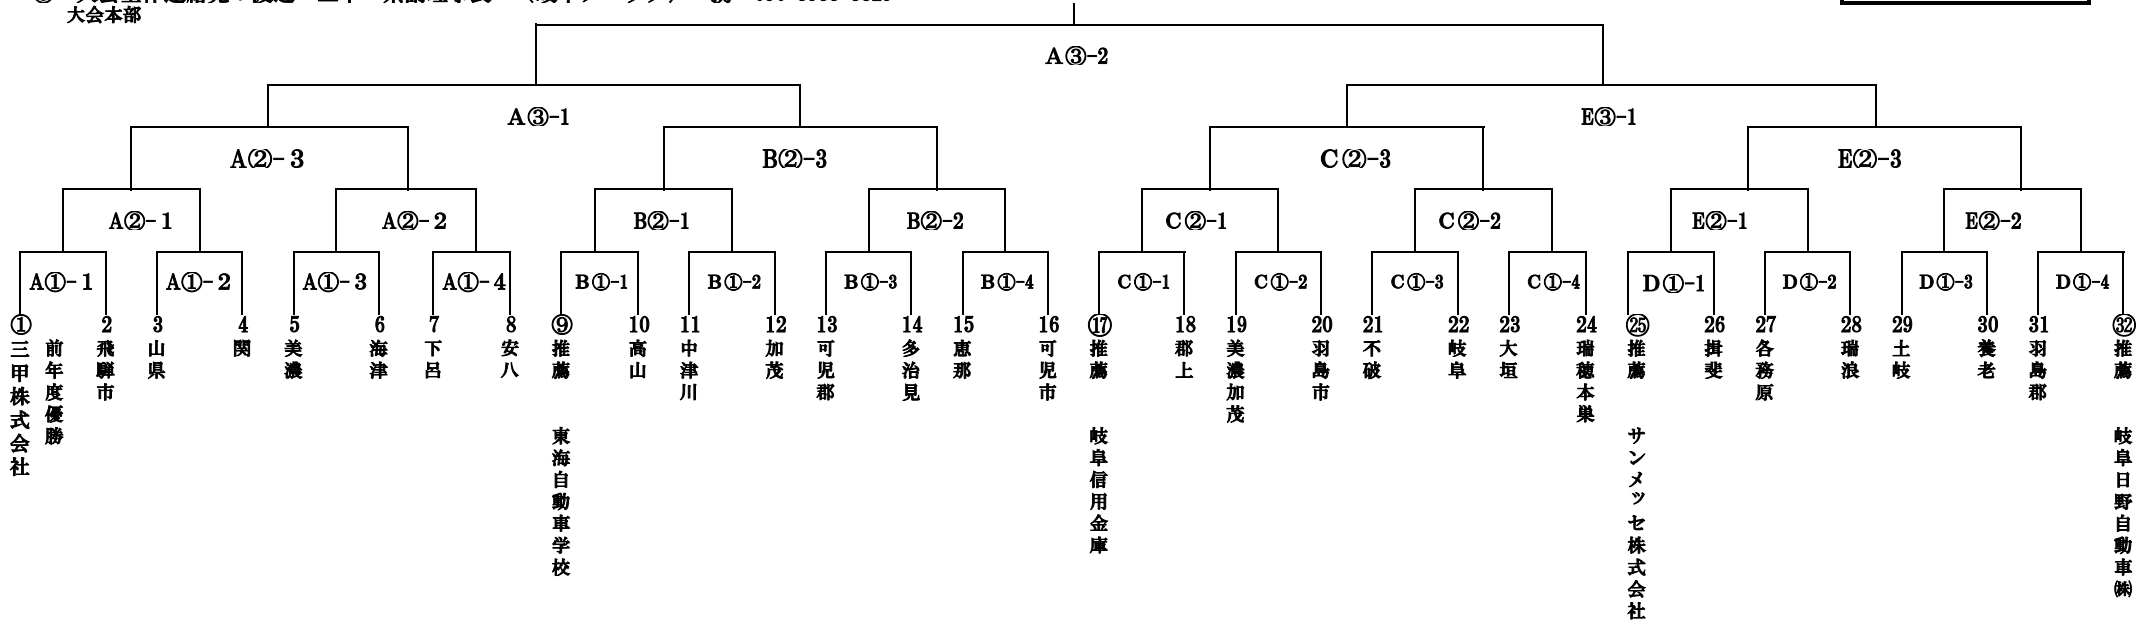 大会本部
A③-2
A③-1
E③-1
A②-3
B②-3
C②-3
E②-3
A②-1
A②-2
B②-1
B②-2
C②-1
C②-2
E②-1
E②-2
A①-1
A①-2
A①-3
A①-4
B①-1
B①-2
B①-3
B①-4
C①-1
C①-2
C①-3
C①-4
D①-1
D①-2
D①-3
D①-4
① 三甲株式会社
前年度優勝
2 飛騨市
3 山県
4 関
5 美濃
6 海津
7 下呂
8 安八
⑨ 推薦 東海自動車学校
10 高山
11 中津川
12 加茂
13 可児郡
14 多治見
15 恵那
16 可児市
⑰ 推薦 岐阜信用金庫
18 郡上
19 美濃加茂
20 羽島市
21 不破
22 岐阜
23 大垣
24 瑞穂本巣
㉕ 推薦 サンメッセ株式会社
26 揖斐
27 各務原
28 瑞浪
29 土岐
30 養老
31 羽島郡
㉜ 推薦 岐阜日野自動車㈱